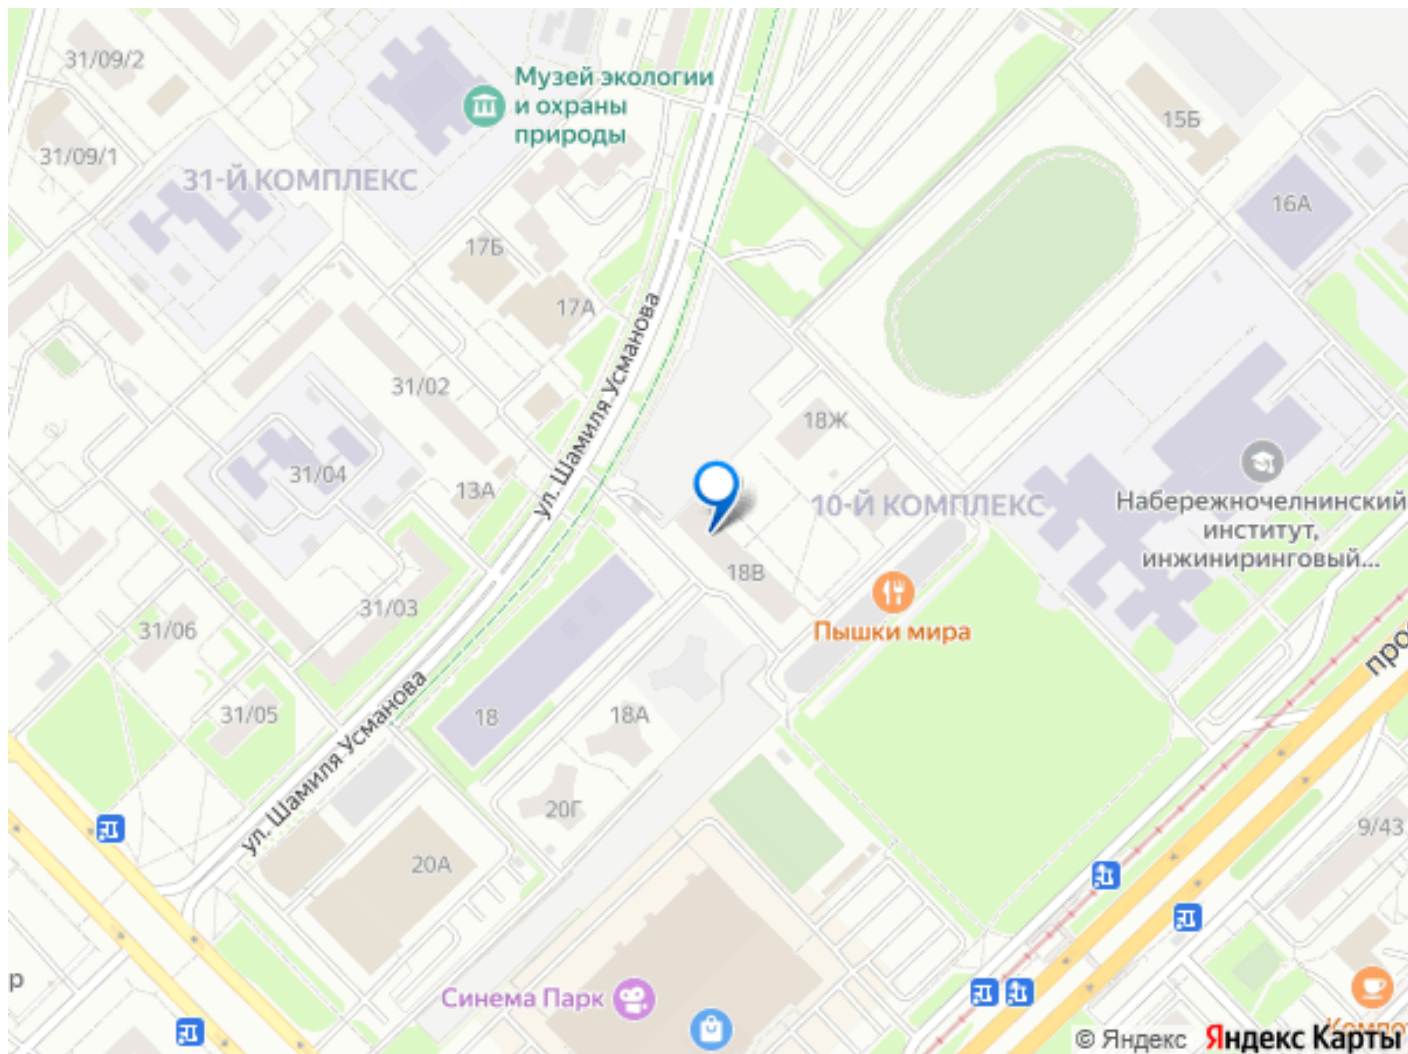 31/09/2
Музей экологии
и охраны
природы
15Б
31/09/1
31-Й КОМПЛЕКС
16А
17Б
17А
ул. Шамиля Усманова
31/02
18Ж
31/04
13А
10-Й КОМПЛЕКС
Набережночелнинский
институт,
инжиниринговый...
18В
31/03
31/06
Пышки мира
про
31/05
18
18А
ул. Шамиля Усманова
20Г
9/43
20А
р
Синема Парк
Компо
© Яндекс Яндекс Карты